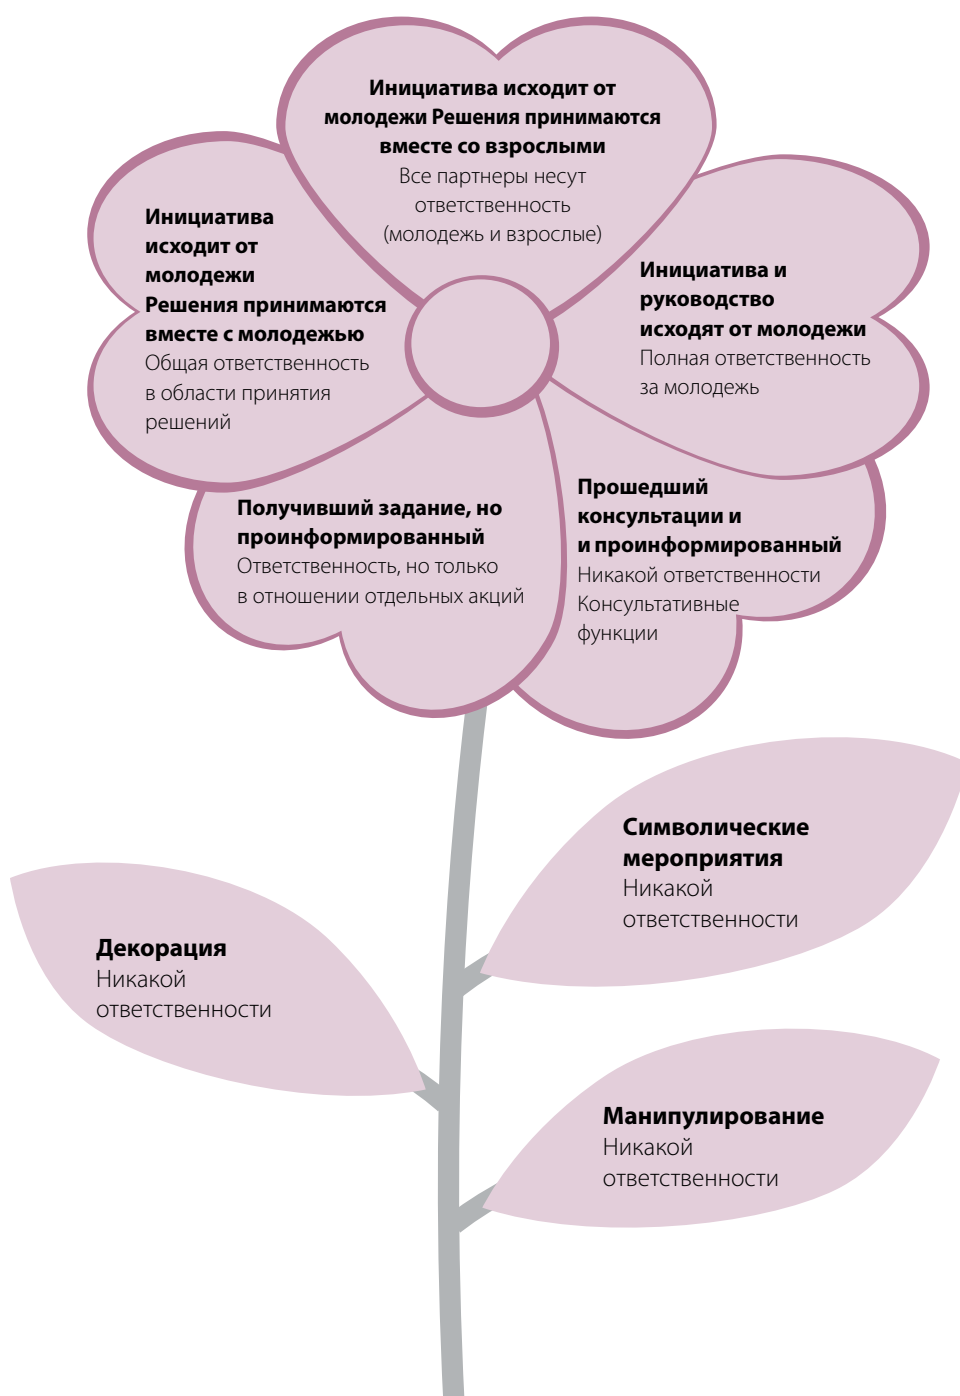 Инициатива исходит от
молодежи Решения принимаются
вместе со взрослыми
Все партнеры несут
ответственность
(молодежь и взрослые)
Инициатива
исходит от
молодежи
Решения принимаются
вместе с молодежью
Общая ответственность
в области принятия
решений
Инициатива и
руководство
исходят от молодежи
Полная ответственность
за молодежь
Получивший задание, но
проинформированный
Ответственность, но только
в отношении отдельных акций
Прошедший
консультации и
и проинформированный
Никакой ответственности
Консультативные
функции
Символические
мероприятия
Никакой
ответственности
Декорация
Никакой
ответственности
Манипулирование
Никакой
ответственности